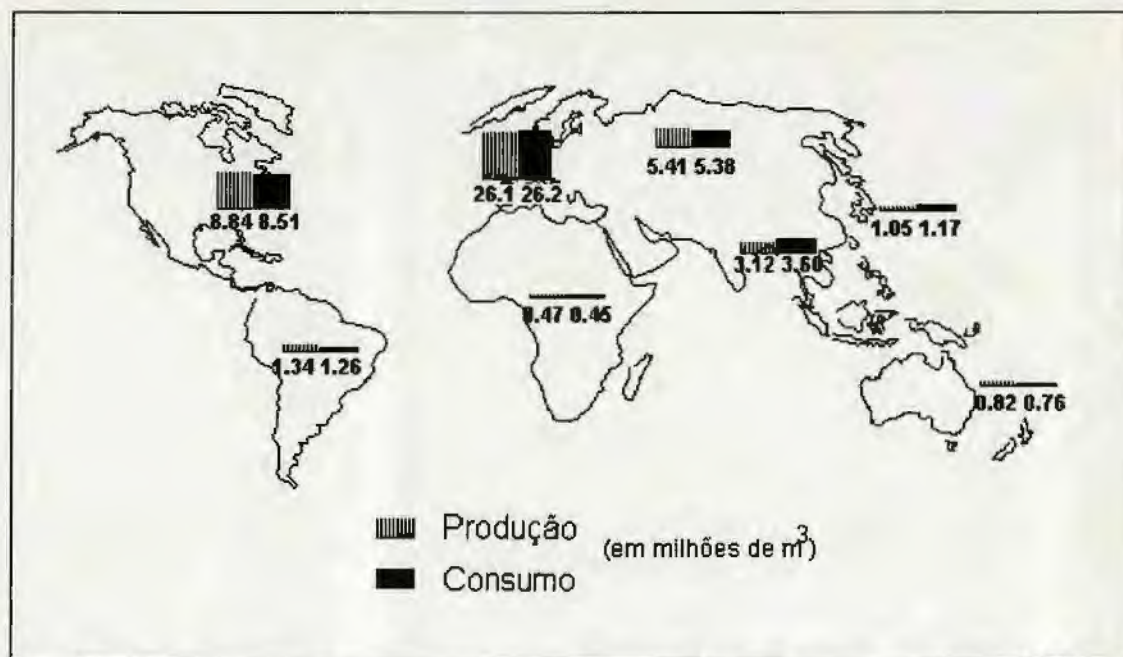 5.41 5.38
26.1 26.2
8.84 8.51
1.05 1.17
3.12 3.60
0.47 0.45
1.34 1.26
0.82 0.76
Produção
(em milhões de m³)
Consumo